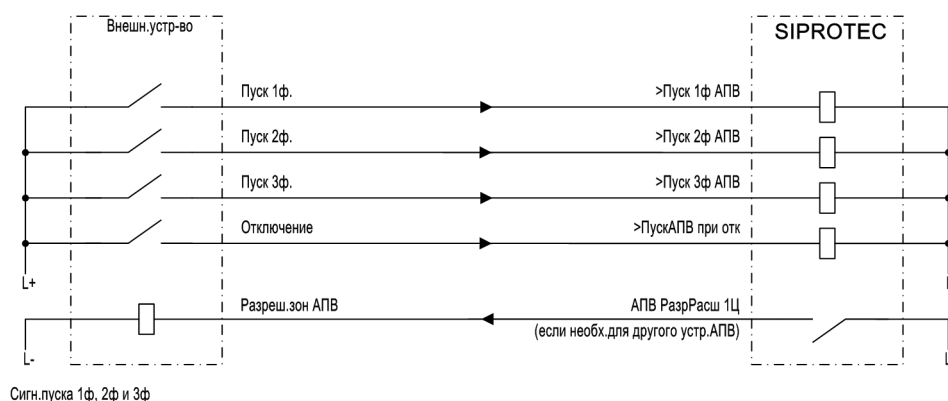 Внешн.устр-во
SIPROTEC
Пуск 1ф.
>Пуск 1ф АПВ
Пуск 2ф.
>Пуск 2ф АПВ
Пуск 3ф.
>Пуск 3ф АПВ
Отключение
>ПускАПВ при отк
L+
L
Разреш.зон АПВ
АПВ РазрРасш 1Ц
(если необх.для другого устр.АПВ)
L-
L
Сигн.пуска 1ф, 2ф и 3ф